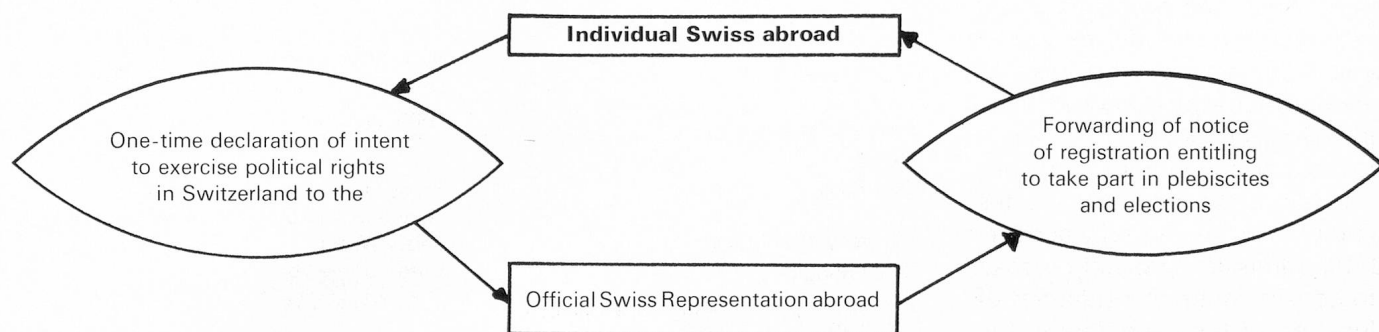 Individual Swiss abroad
One-time declaration of intent
to exercise political rights
in Switzerland to the
Official Swiss Representation abroad
Forwarding of notice
of registration entitling
to take part in plebiscites
and elections